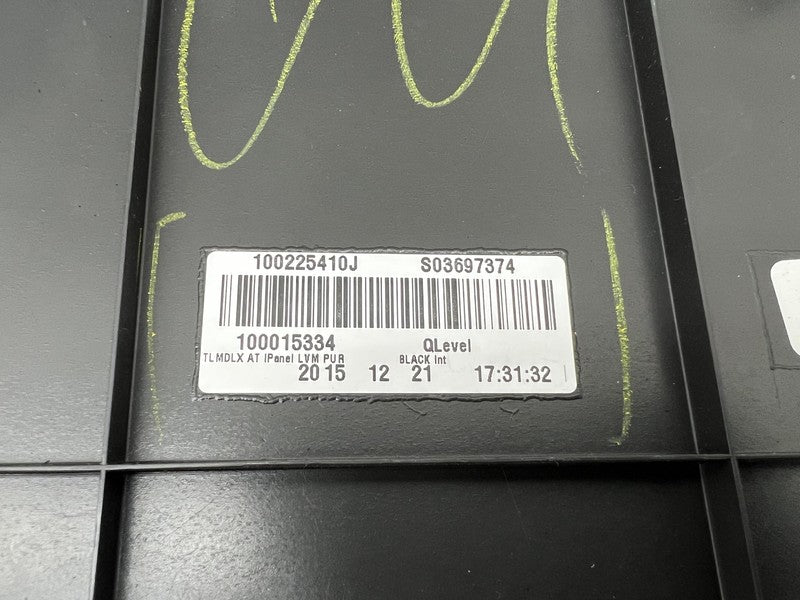 100225410J S03697374
100015334 QLevel
TLMDLX AT IPanel LVM PUR BLACK Int
2015 12 21 17:31:32